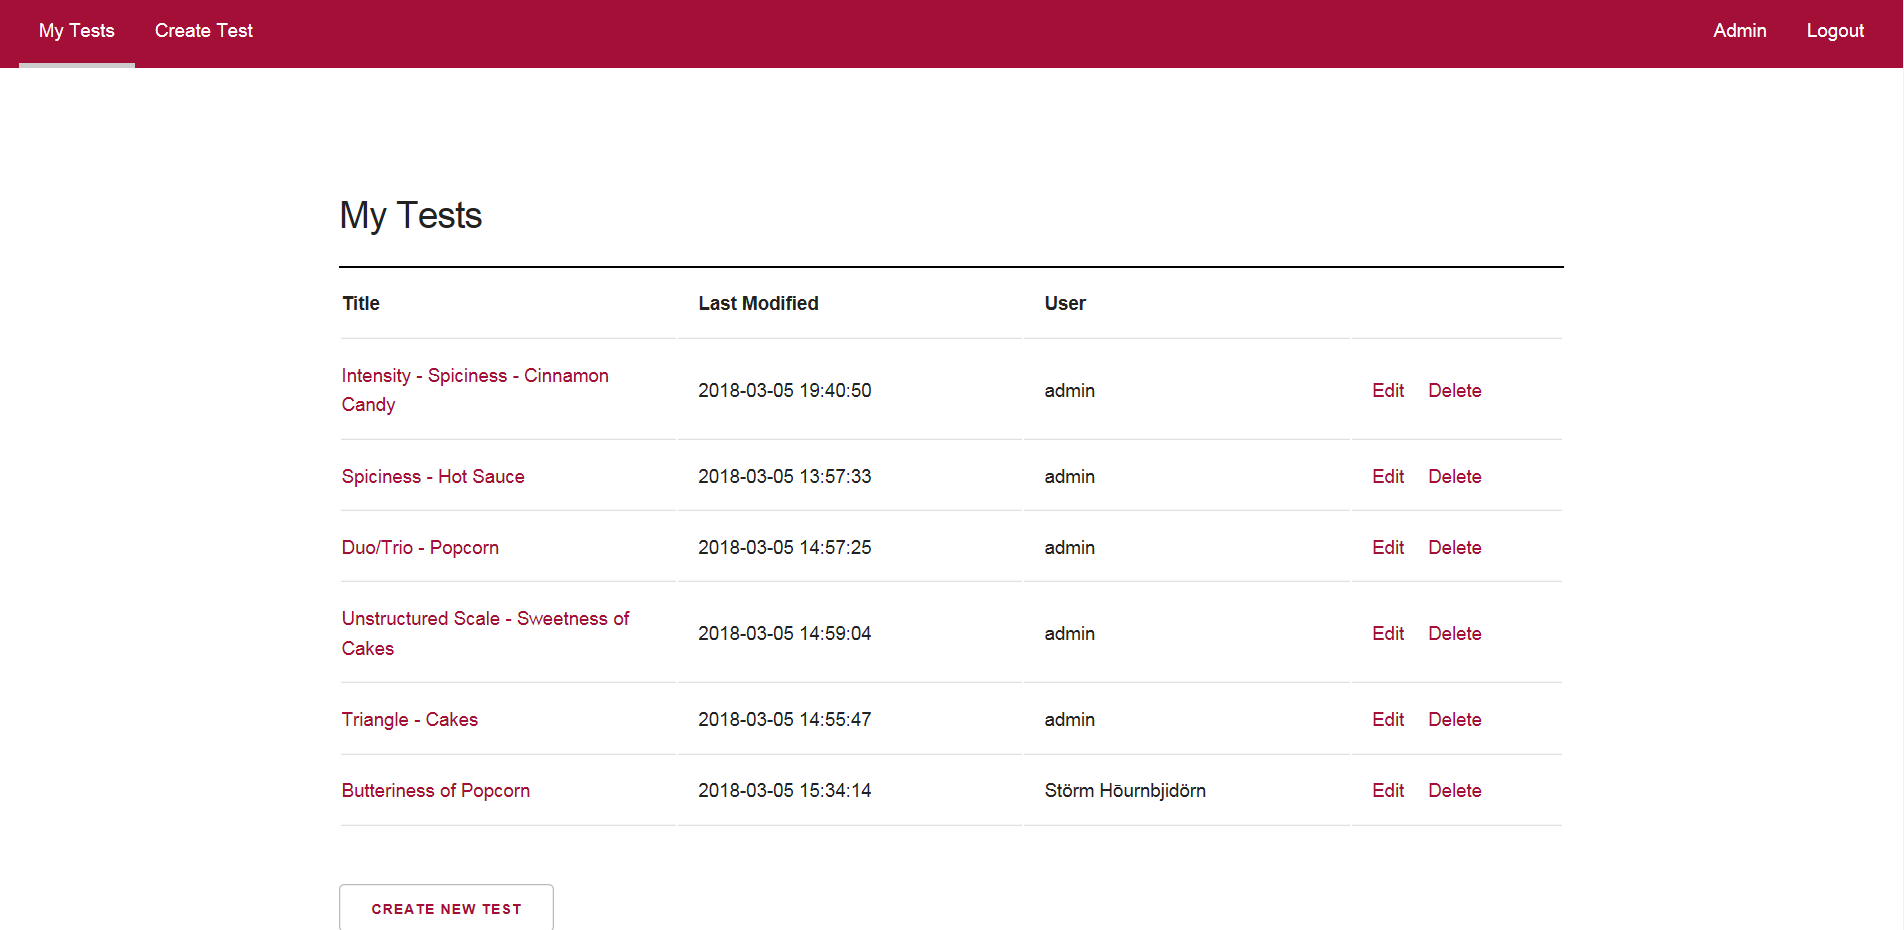 My Tests Create Test Admin Logout
My Tests
Title Last Modified User
Intensity - Spiciness - Cinnamon
Candy
2018-03-05 19:40:50 admin Edit Delete
Spiciness - Hot Sauce 2018-03-05 13:57:33 admin Edit Delete
Duo/Trio - Popcorn 2018-03-05 14:57:25 admin Edit Delete
Unstructured Scale - Sweetness of
Cakes
2018-03-05 14:59:04 admin Edit Delete
Triangle - Cakes 2018-03-05 14:55:47 admin Edit Delete
Butteriness of Popcorn 2018-03-05 15:34:14 Störm Hōurnbjidörn Edit Delete
CREATE NEW TEST